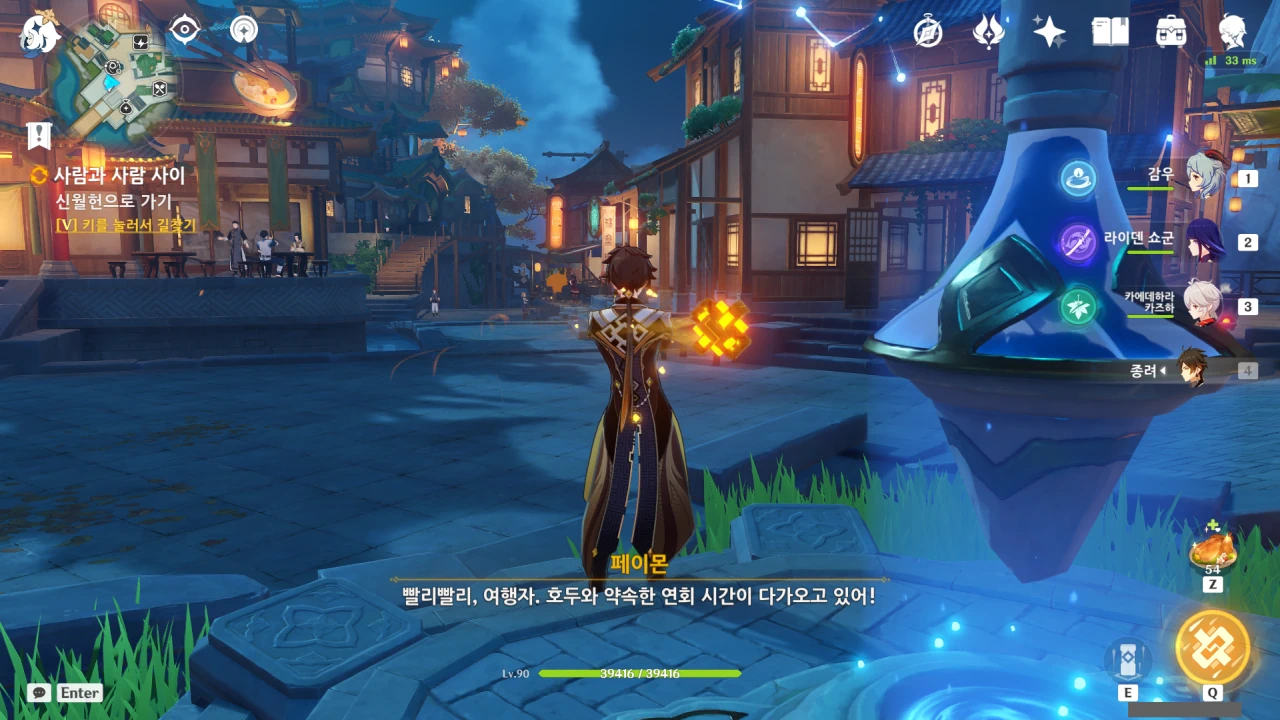 33 ms
사람과 사람 사이
신월헌으로 가기
[V] 키를 눌러서 길찾기
감우
1
라이덴 쇼군
2
카에데하라
카즈하
3
종려
4
페이몬
빨리빨리, 여행자. 호두와 약속한 연회 시간이 다가오고 있어!
54
Z
Lv.90
39416 / 39416
Enter
E
Q